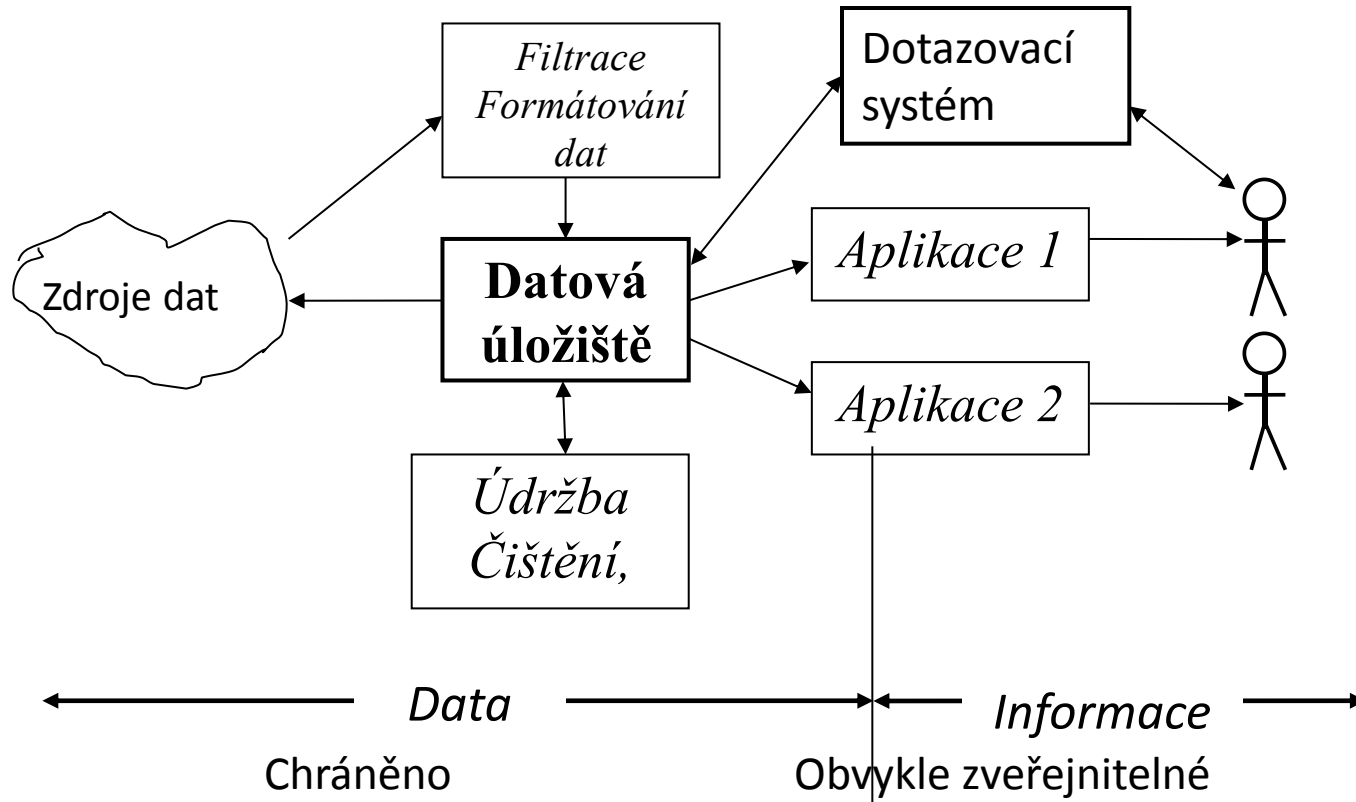 Filtrace
Formátování
dat
Dotazovací
systém
Zdroje dat
Datová
úložiště
Aplikace 1
Aplikace 2
Údržba
Čištění,
Data
Informace
Chráněno
Obvykle zveřejnitelné